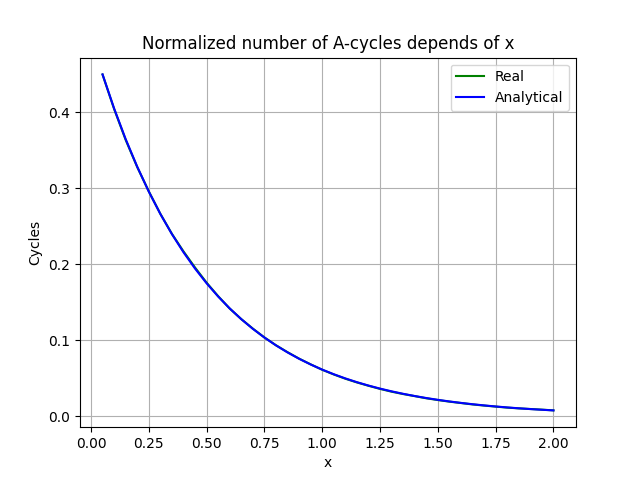 Normalized number of A-cycles depends of x
Real
Analytical
Cycles
0.4
0.3
0.2
0.1
0.0
0.00 0.25 0.50 0.75 1.00 1.25 1.50 1.75 2.00
x